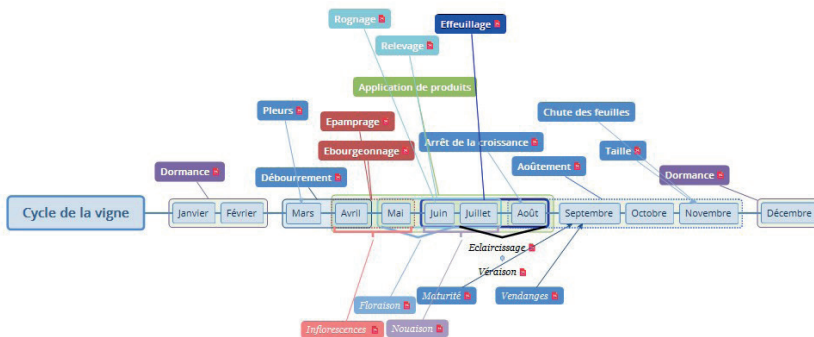 Rognage
Effeuillage
Relevage
Application de produits
Pleurs
Chute des feuilles
Epamprage
Arrêt de la croissance
Taille
Ebourgeonnage
Dormance
Débourrement
Aoûtement
Dormance
Cycle de la vigne
Janvier
Février
Mars
Avril
Mai
Juin
Juillet
Août
Septembre
Octobre
Novembre
Décembre
Eclaircissage
Véraison
Maturité
Vendanges
Floraison
Inflorescences
Nouaison